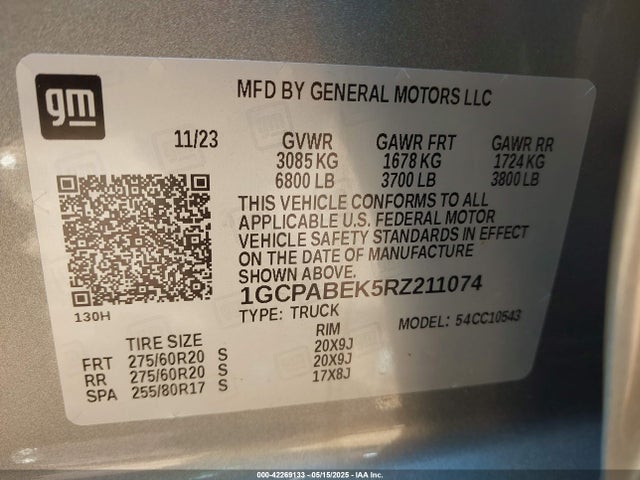 gm
MFD BY GENERAL MOTORS LLC
11/23 GVWR GAWR FRT GAWR RR
3085 KG 1678 KG 1724 KG
6800 LB 3700 LB 3800 LB
THIS VEHICLE CONFORMS TO ALL
APPLICABLE U.S. FEDERAL MOTOR
VEHICLE SAFETY STANDARDS IN EFFECT
ON THE DATE OF MANUFACTURE
SHOWN ABOVE
1GCPABEK5RZ211074
130H
TYPE: TRUCK MODEL: 54CC10543
TIRE SIZE RIM
FRT 275/60R20 S 20X9J
RR 275/60R20 S 20X9J
SPA 255/80R17 S 17X8J
000-42269133 - 05/15/2025 - IAA Inc.